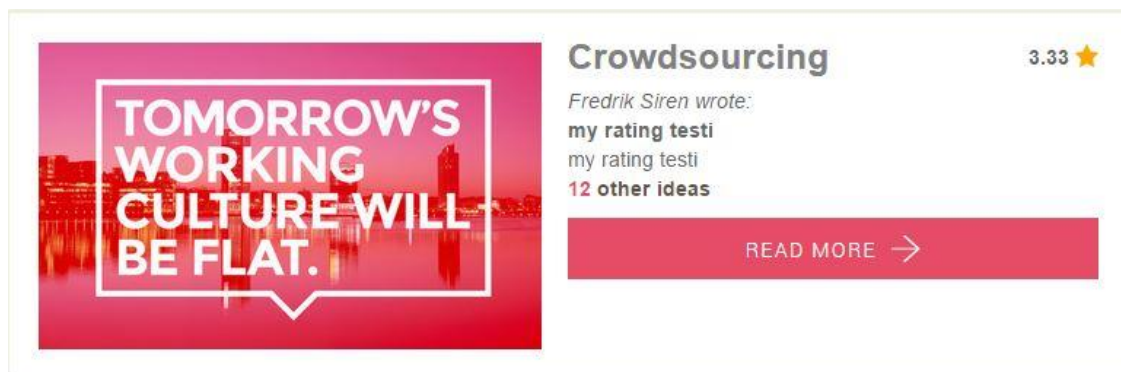 TOMORROW'S
WORKING
CULTURE WILL
BE FLAT.
Crowdsourcing
3.33
Fredrik Siren wrote:
my rating testi
my rating testi
12 other ideas
READ MORE